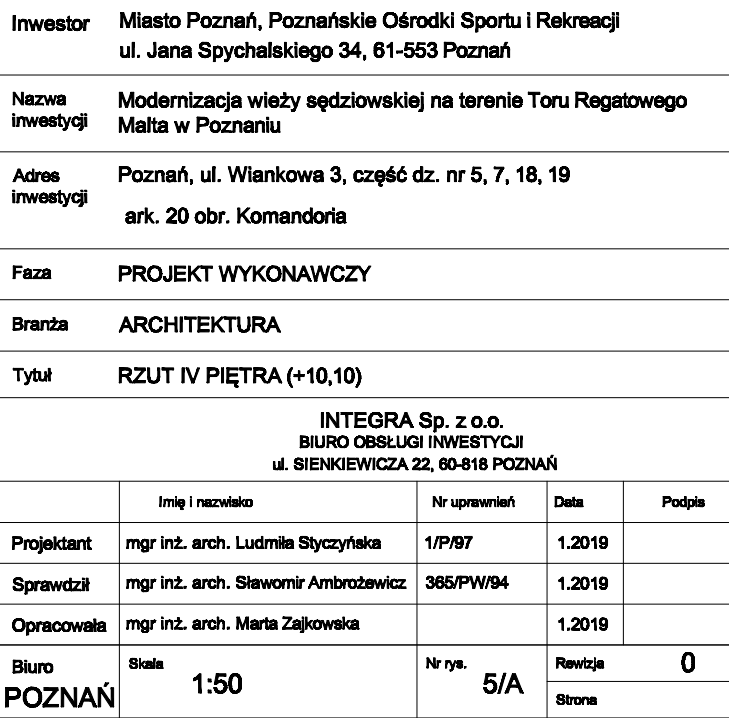 Inwestor Miasto Poznań, Poznańskie Ośrodki Sportu i Rekreacji
ul. Jana Spychalskiego 34, 61-553 Poznań
Nazwa inwestycji Modernizacja wieży sędziowskiej na terenie Toru Regatowego
Malta w Poznaniu
Adres inwestycji Poznań, ul. Wiankowa 3, część dz. nr 5, 7, 18, 19
ark. 20 obr. Komandoria
Faza PROJEKT WYKONAWCZY
Branża ARCHITEKTURA
Tytuł RZUT IV PIĘTRA (+10,10)
INTEGRA Sp. z o.o.
BIURO OBSŁUGI INWESTYCJI
ul. SIENKIEWICZA 22, 60-818 POZNAŃ
Imię i nazwisko Nr uprawnień Data Podpis
Projektant mgr inż. arch. Ludmiła Styczyńska 1/P/97 1.2019
Sprawdził mgr inż. arch. Sławomir Ambrożewicz 365/PW/94 1.2019
Opracowała mgr inż. arch. Marta Zajkowska 1.2019
Biuro POZNAŃ Skala 1:50 Nr rys. 5/A Rewizja 0
Strona